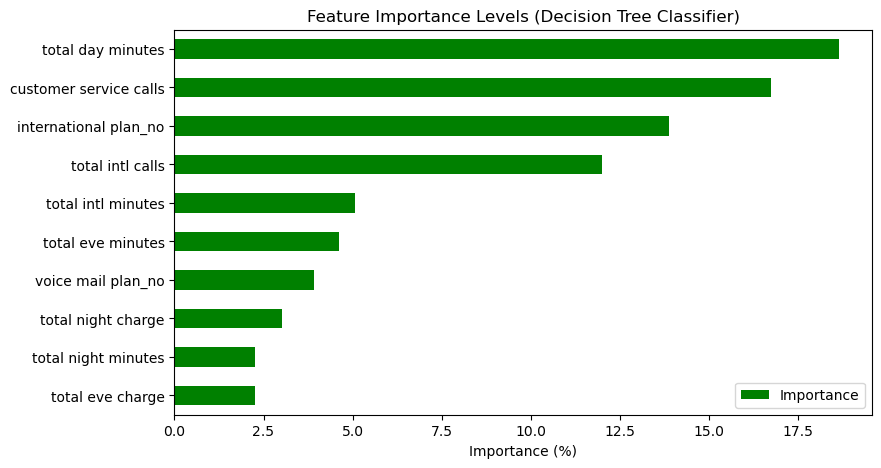 Feature Importance Levels (Decision Tree Classifier)
total day minutes
customer service calls
international plan_no
total intl calls
total intl minutes
total eve minutes
voice mail plan_no
total night charge
total night minutes
total eve charge
Importance
0.0 2.5 5.0 7.5 10.0 12.5 15.0 17.5
Importance (%)